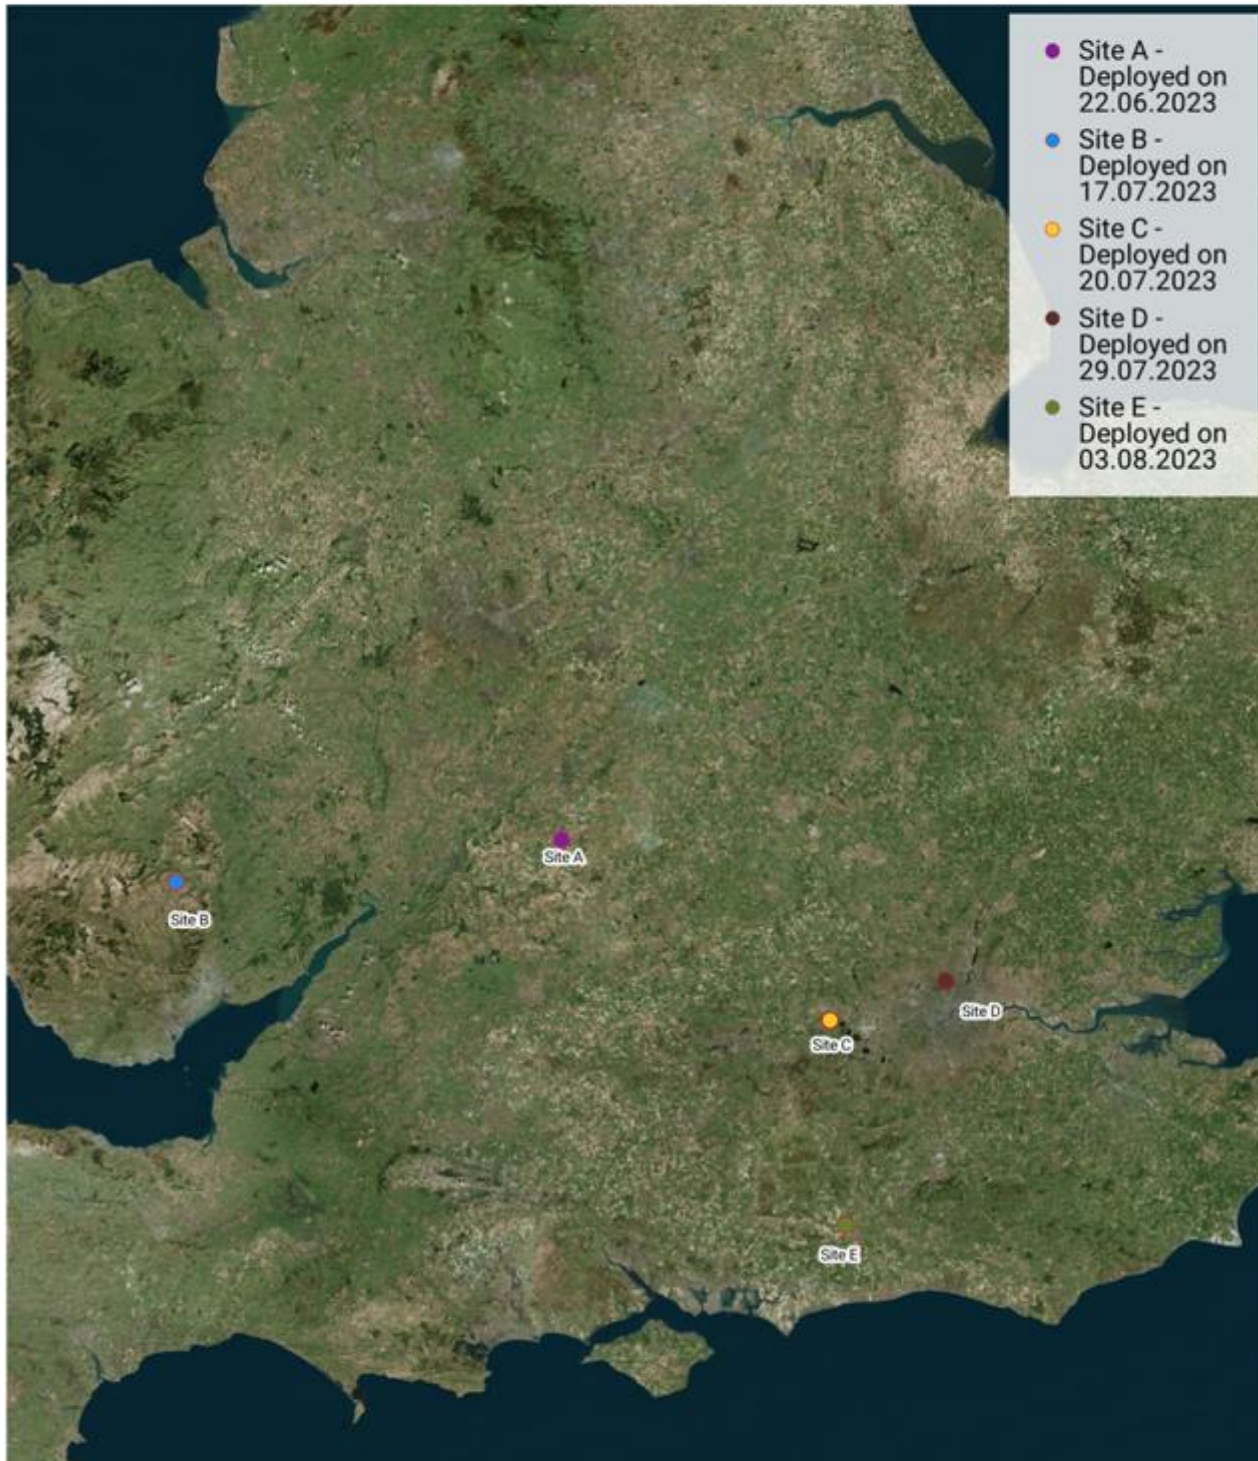 Site A -
Deployed on
22.06.2023
Site B -
Deployed on
17.07.2023
Site C -
Deployed on
20.07.2023
Site D -
Deployed on
29.07.2023
Site E -
Deployed on
03.08.2023
Site A
Site B
Site D
Site C
Site E